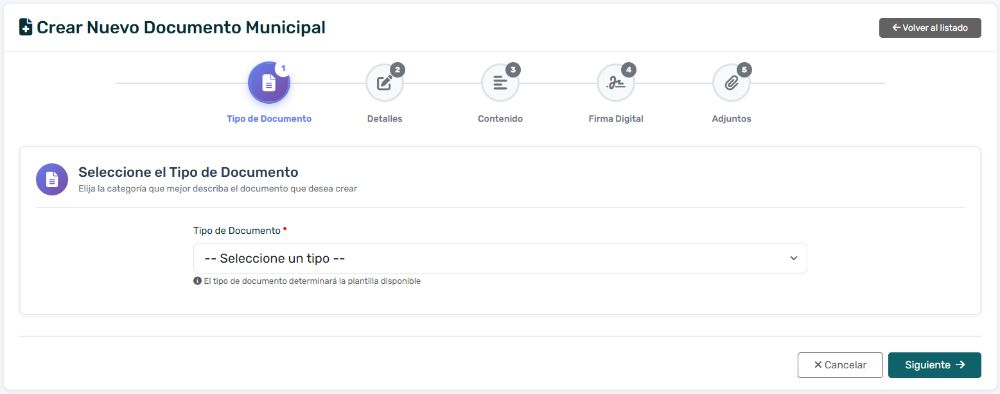 Crear Nuevo Documento Municipal
Volver al listado
1
2
3
4
5
Tipo de Documento
Detalles
Contenido
Firma Digital
Adjuntos
Seleccione el Tipo de Documento
Elija la categoría que mejor describa el documento que desea crear
Tipo de Documento *
-- Seleccione un tipo --
El tipo de documento determinará la plantilla disponible
Cancelar
Siguiente